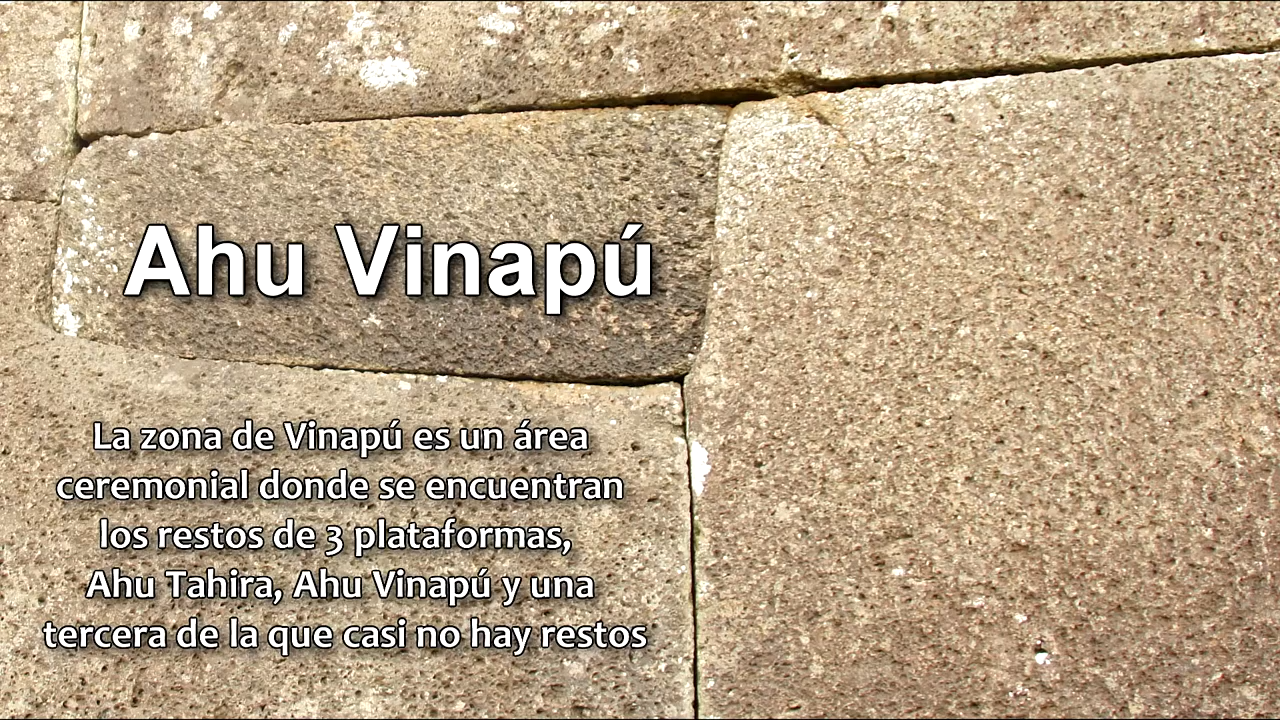 Ahu Vinapú
La zona de Vinapú es un área
ceremonial donde se encuentran
los restos de 3 plataformas,
Ahu Tahira, Ahu Vinapú y una
tercera de la que casi no hay restos